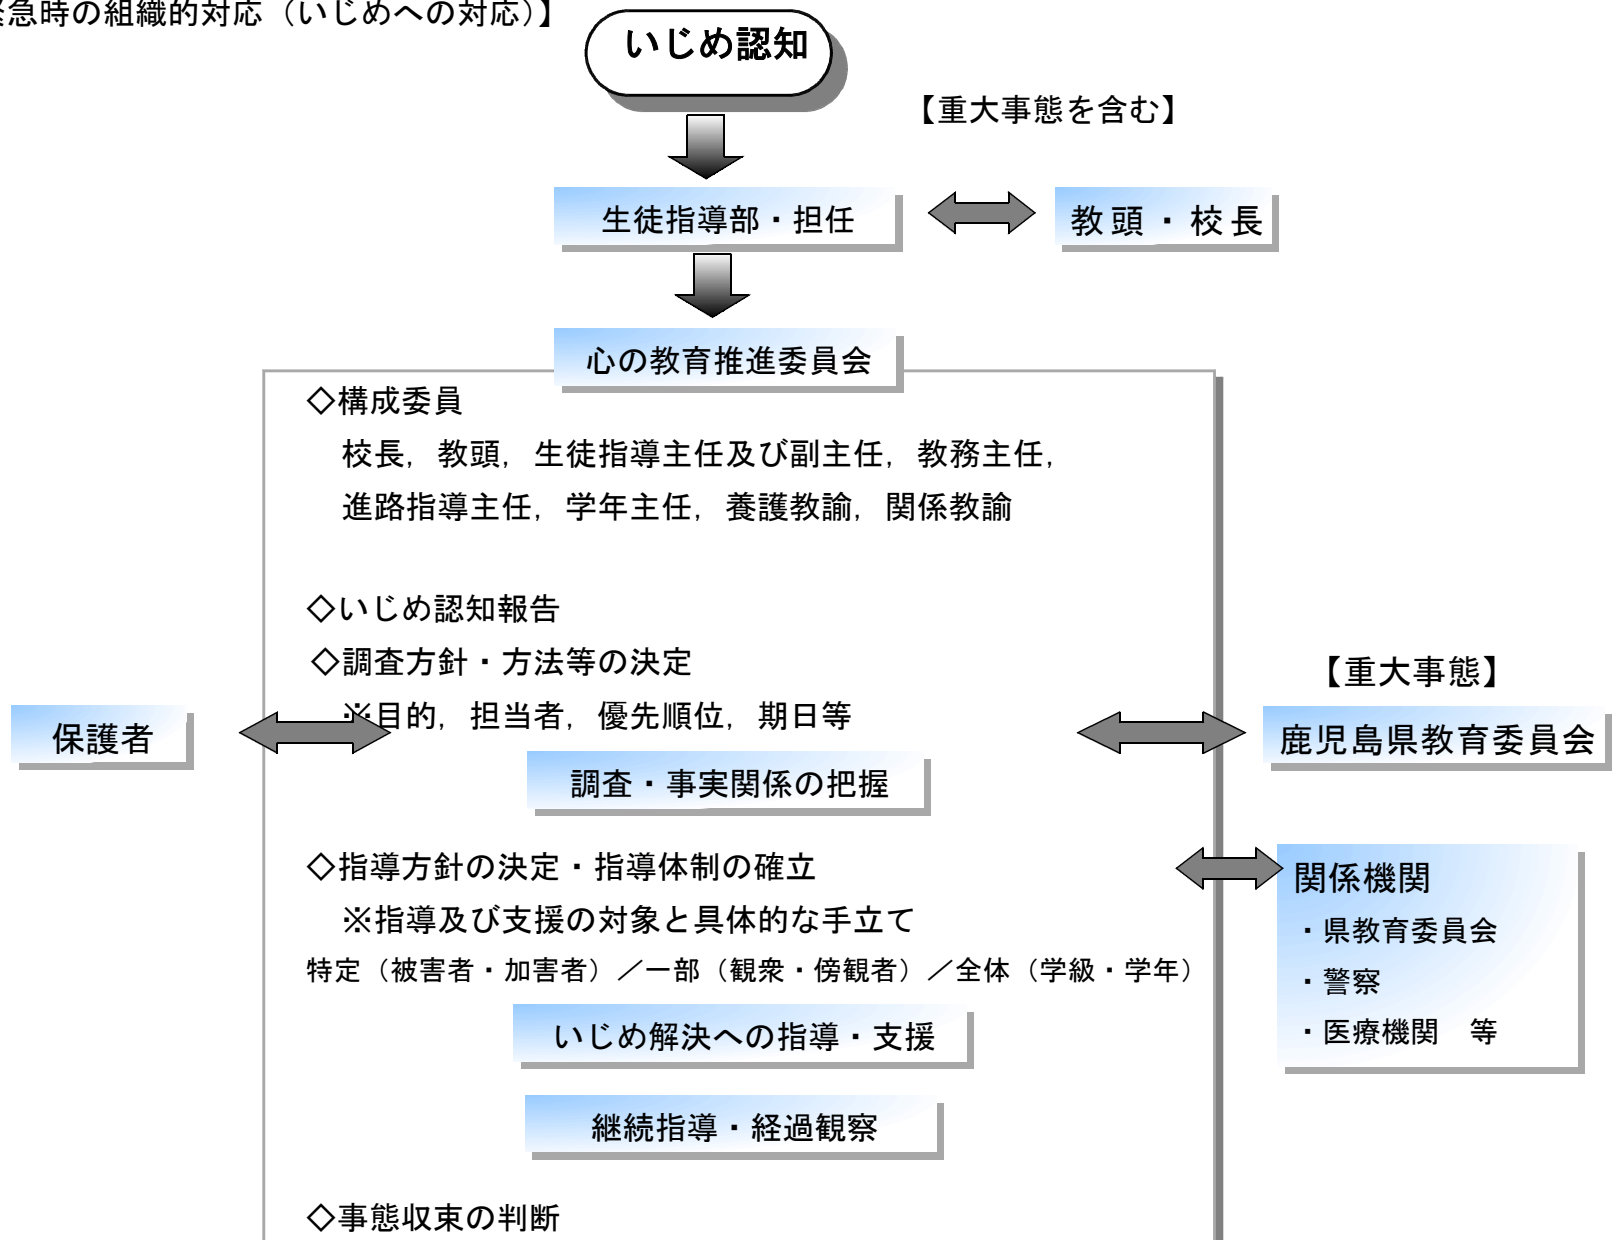 急時の組織的対応（いじめへの対応）】
いじめ認知
【重大事態を含む】
生徒指導部・担任
教頭・校長
心の教育推進委員会
◇構成委員
校長，教頭，生徒指導主任及び副主任，教務主任，
進路指導主任，学年主任，養護教諭，関係教諭
◇いじめ認知報告
◇調査方針・方法等の決定
※目的，担当者，優先順位，期日等
保護者
【重大事態】
鹿児島県教育委員会
調査・事実関係の把握
◇指導方針の決定・指導体制の確立
※指導及び支援の対象と具体的な手立て
特定（被害者・加害者）／一部（観衆・傍観者）／全体（学級・学年）
関係機関
・県教育委員会
・警察
・医療機関　等
いじめ解決への指導・支援
継続指導・経過観察
◇事態収束の判断